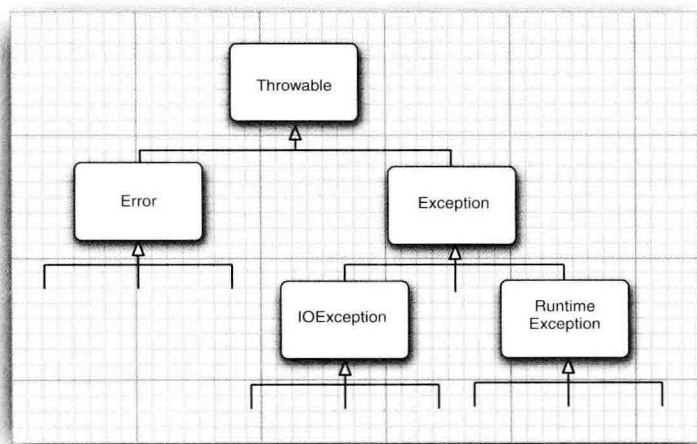 Throwable
Error
Exception
IOException
Runtime
Exception